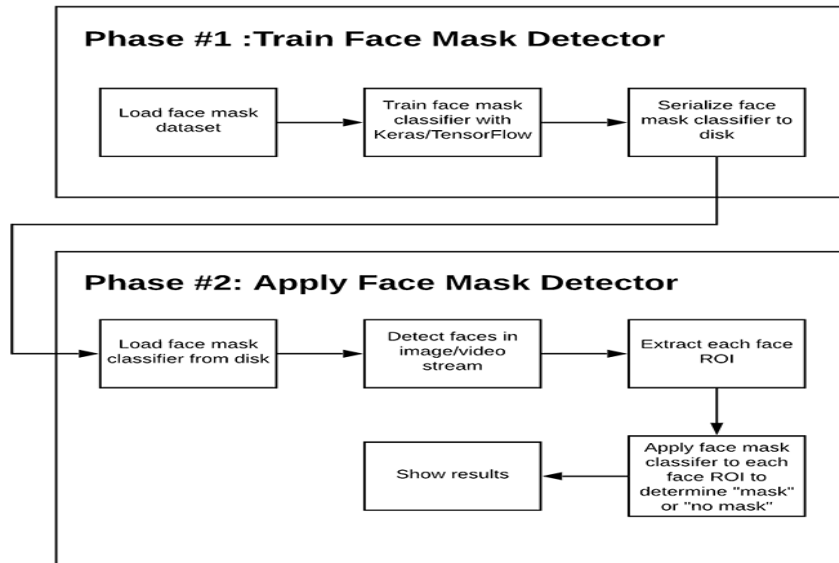 Phase #1 :Train Face Mask Detector
Load face mask
dataset
Train face mask
classifier with
Keras/TensorFlow
Serialize face
mask classifier to
disk
Phase #2: Apply Face Mask Detector
Load face mask
classifier from disk
Detect faces in
image/video
stream
Extract each face
ROI
Apply face mask
classifer to each
face ROI to
determine "mask"
or "no mask"
Show results